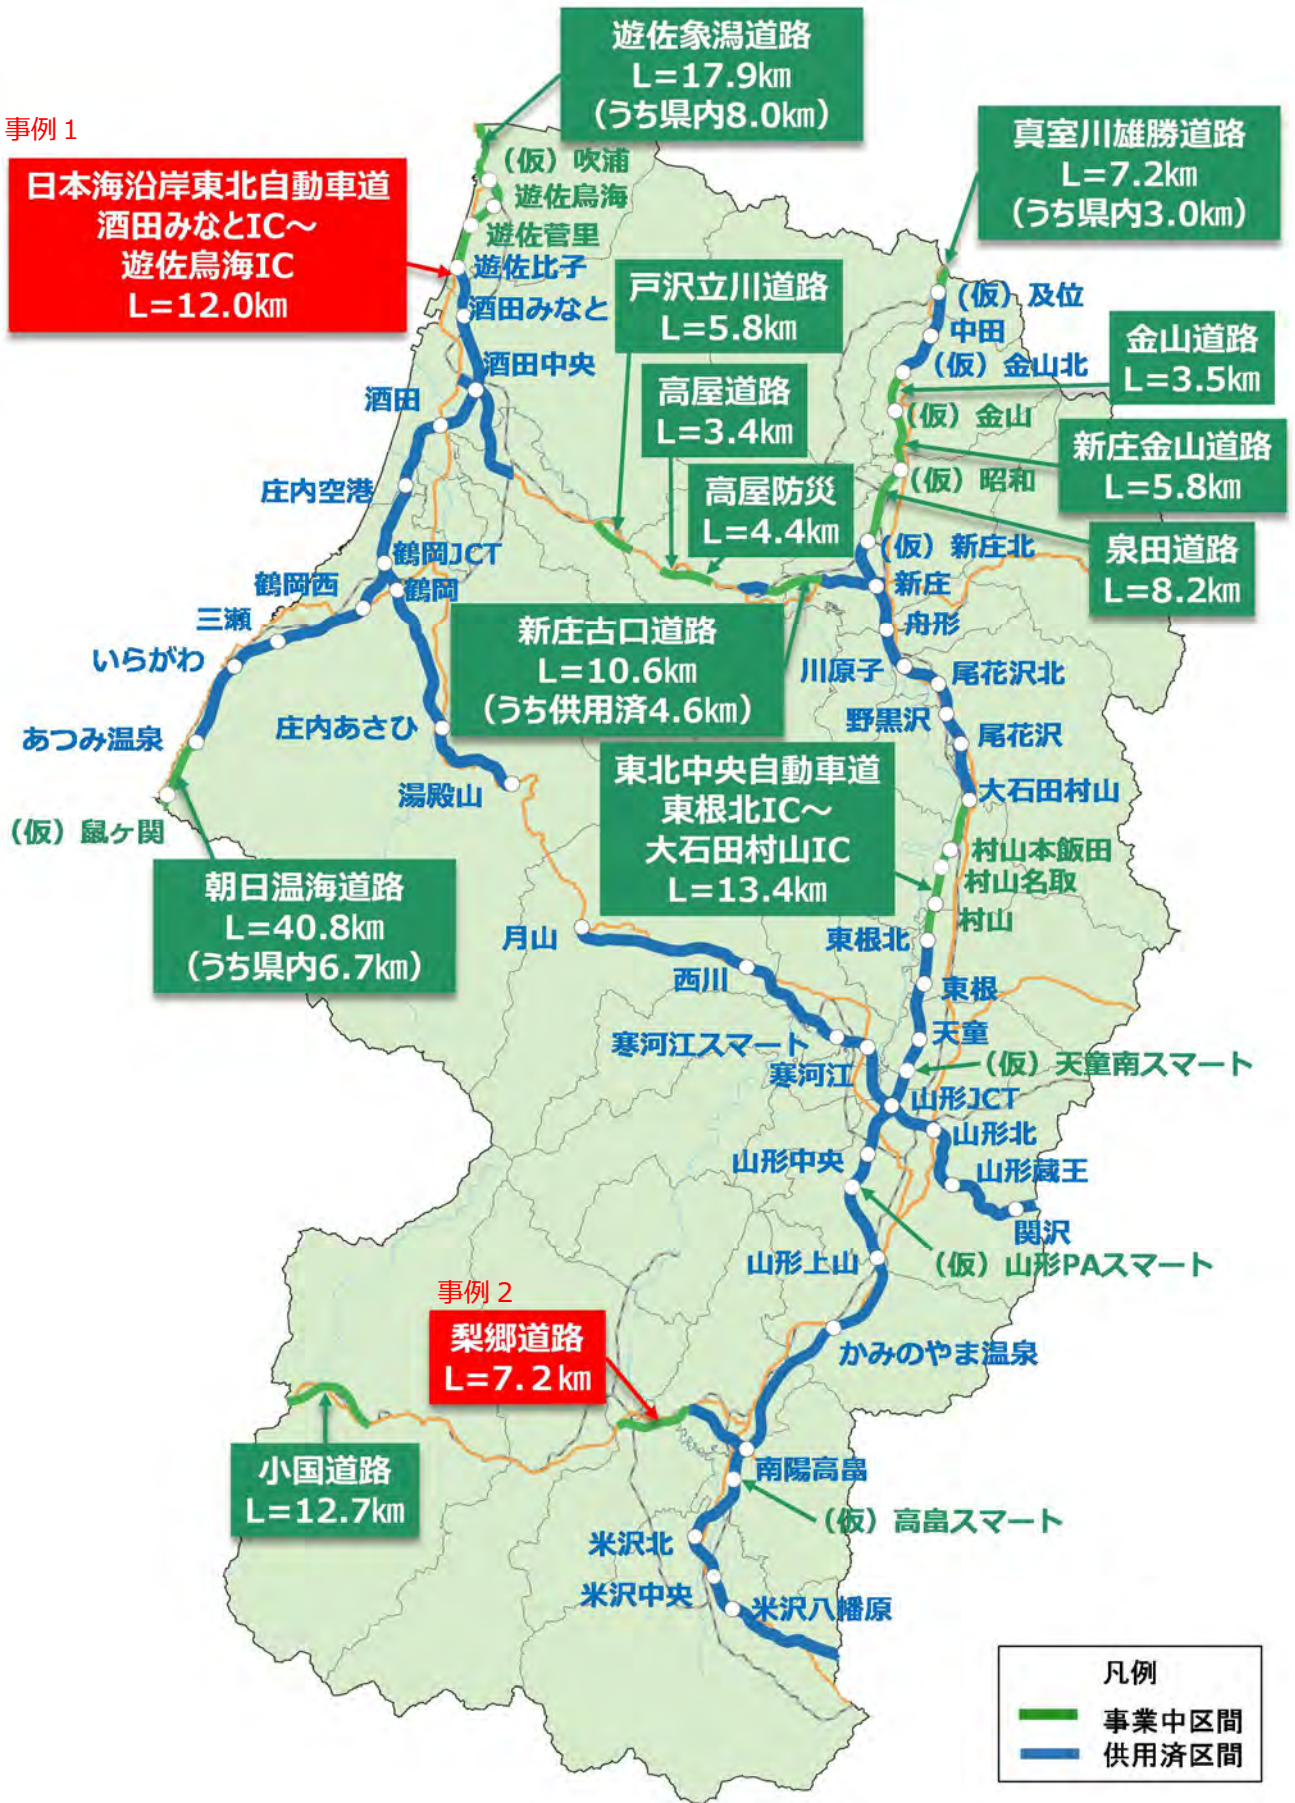 遊佐象潟道路
L=17.9㎞
(うち県内8.0㎞)
事例1
日本海沿岸東北自動車道
酒田みなとIC～
遊佐鳥海IC
L=12.0㎞
真室川雄勝道路
L=7.2㎞
(うち県内3.0㎞)
(仮)吹浦
遊佐鳥海
遊佐菅里
遊佐比子
酒田みなと
酒田中央
酒田
戸沢立川道路
L=5.8㎞
高屋道路
L=3.4㎞
高屋防災
L=4.4㎞
(仮)及位
中田
(仮)金山北
金山道路
L=3.5㎞
(仮)金山
新庄金山道路
L=5.8㎞
(仮)昭和
泉田道路
L=8.2㎞
(仮)新庄北
新庄
舟形
庄内空港
鶴岡JCT
鶴岡西
鶴岡
三瀬
いらがわ
あつみ温泉
(仮)鼠ヶ関
庄内あさひ
湯殿山
新庄古口道路
L=10.6㎞
(うち供用済4.6㎞)
川原子
尾花沢北
野黒沢
尾花沢
大石田村山
東北中央自動車道
東根北IC～
大石田村山IC
L=13.4㎞
朝日温海道路
L=40.8㎞
(うち県内6.7㎞)
村山本飯田
村山名取
村山
東根北
東根
天童
(仮)天童南スマート
月山
西川
寒河江スマート
寒河江
山形JCT
山形北
山形中央
山形蔵王
関沢
山形上山
(仮)山形PAスマート
かみのやま温泉
事例2
梨郷道路
L=7.2㎞
小国道路
L=12.7㎞
南陽高畠
(仮)高畠スマート
米沢北
米沢中央
米沢八幡原
凡例
事業中区間
供用済区間